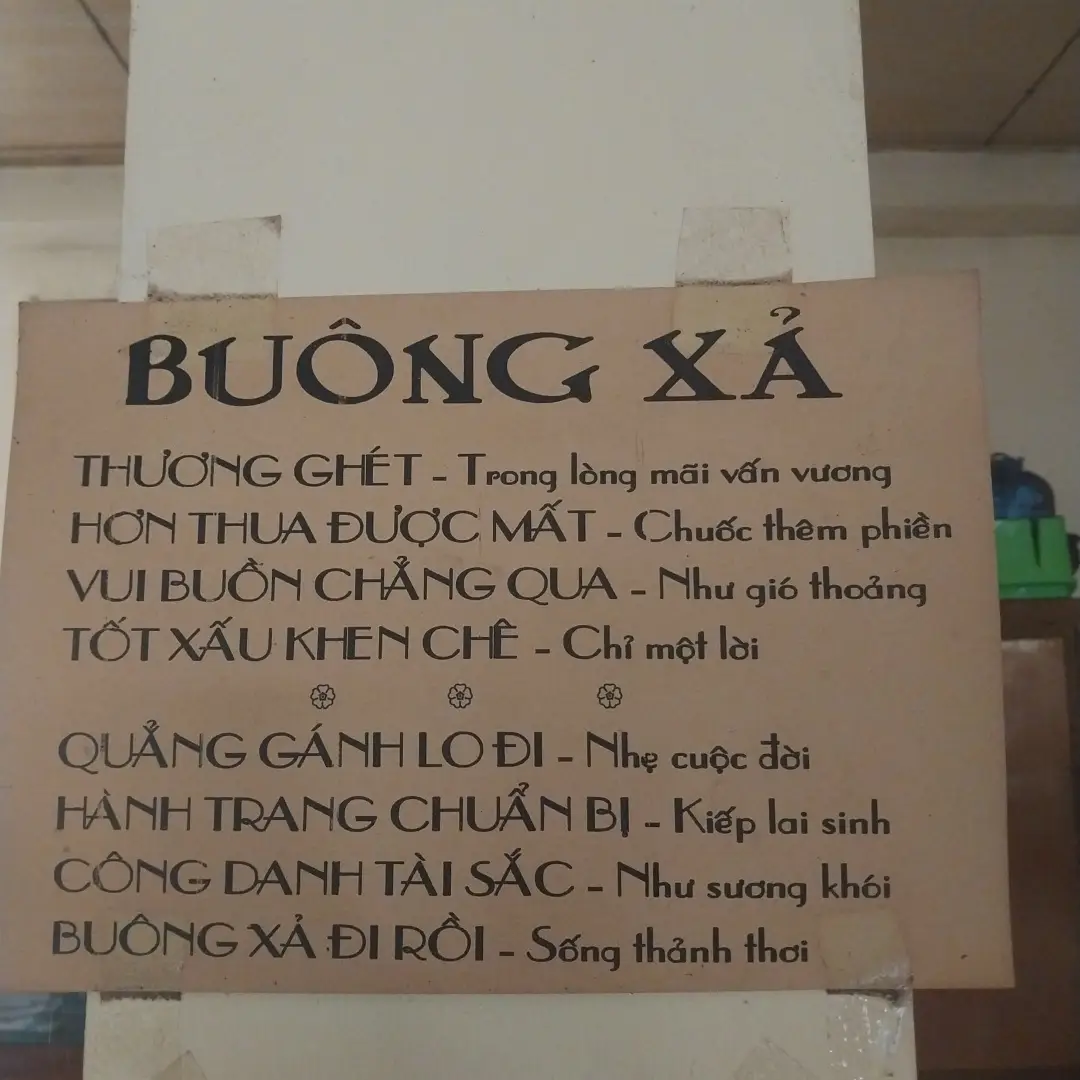 BUÔNG XẢ
THƯƠNG GHÉT - Trong lòng mãi vấn vương
HƠN THUA ĐƯỢC MẤT - Chuốc thêm phiền
VUI BUỒN CHẲNG QUA - Như gió thoảng
TỐT XẤU KHEN CHÊ - Chỉ một lời
QUẲNG GÁNH LO ĐI - Nhẹ cuộc đời
HÀNH TRANG CHUẨN BỊ - Kiếp lai sinh
CÔNG DANH TÀI SẮC - Như sương khói
BUÔNG XẢ ĐI RỒI - Sống thảnh thơi